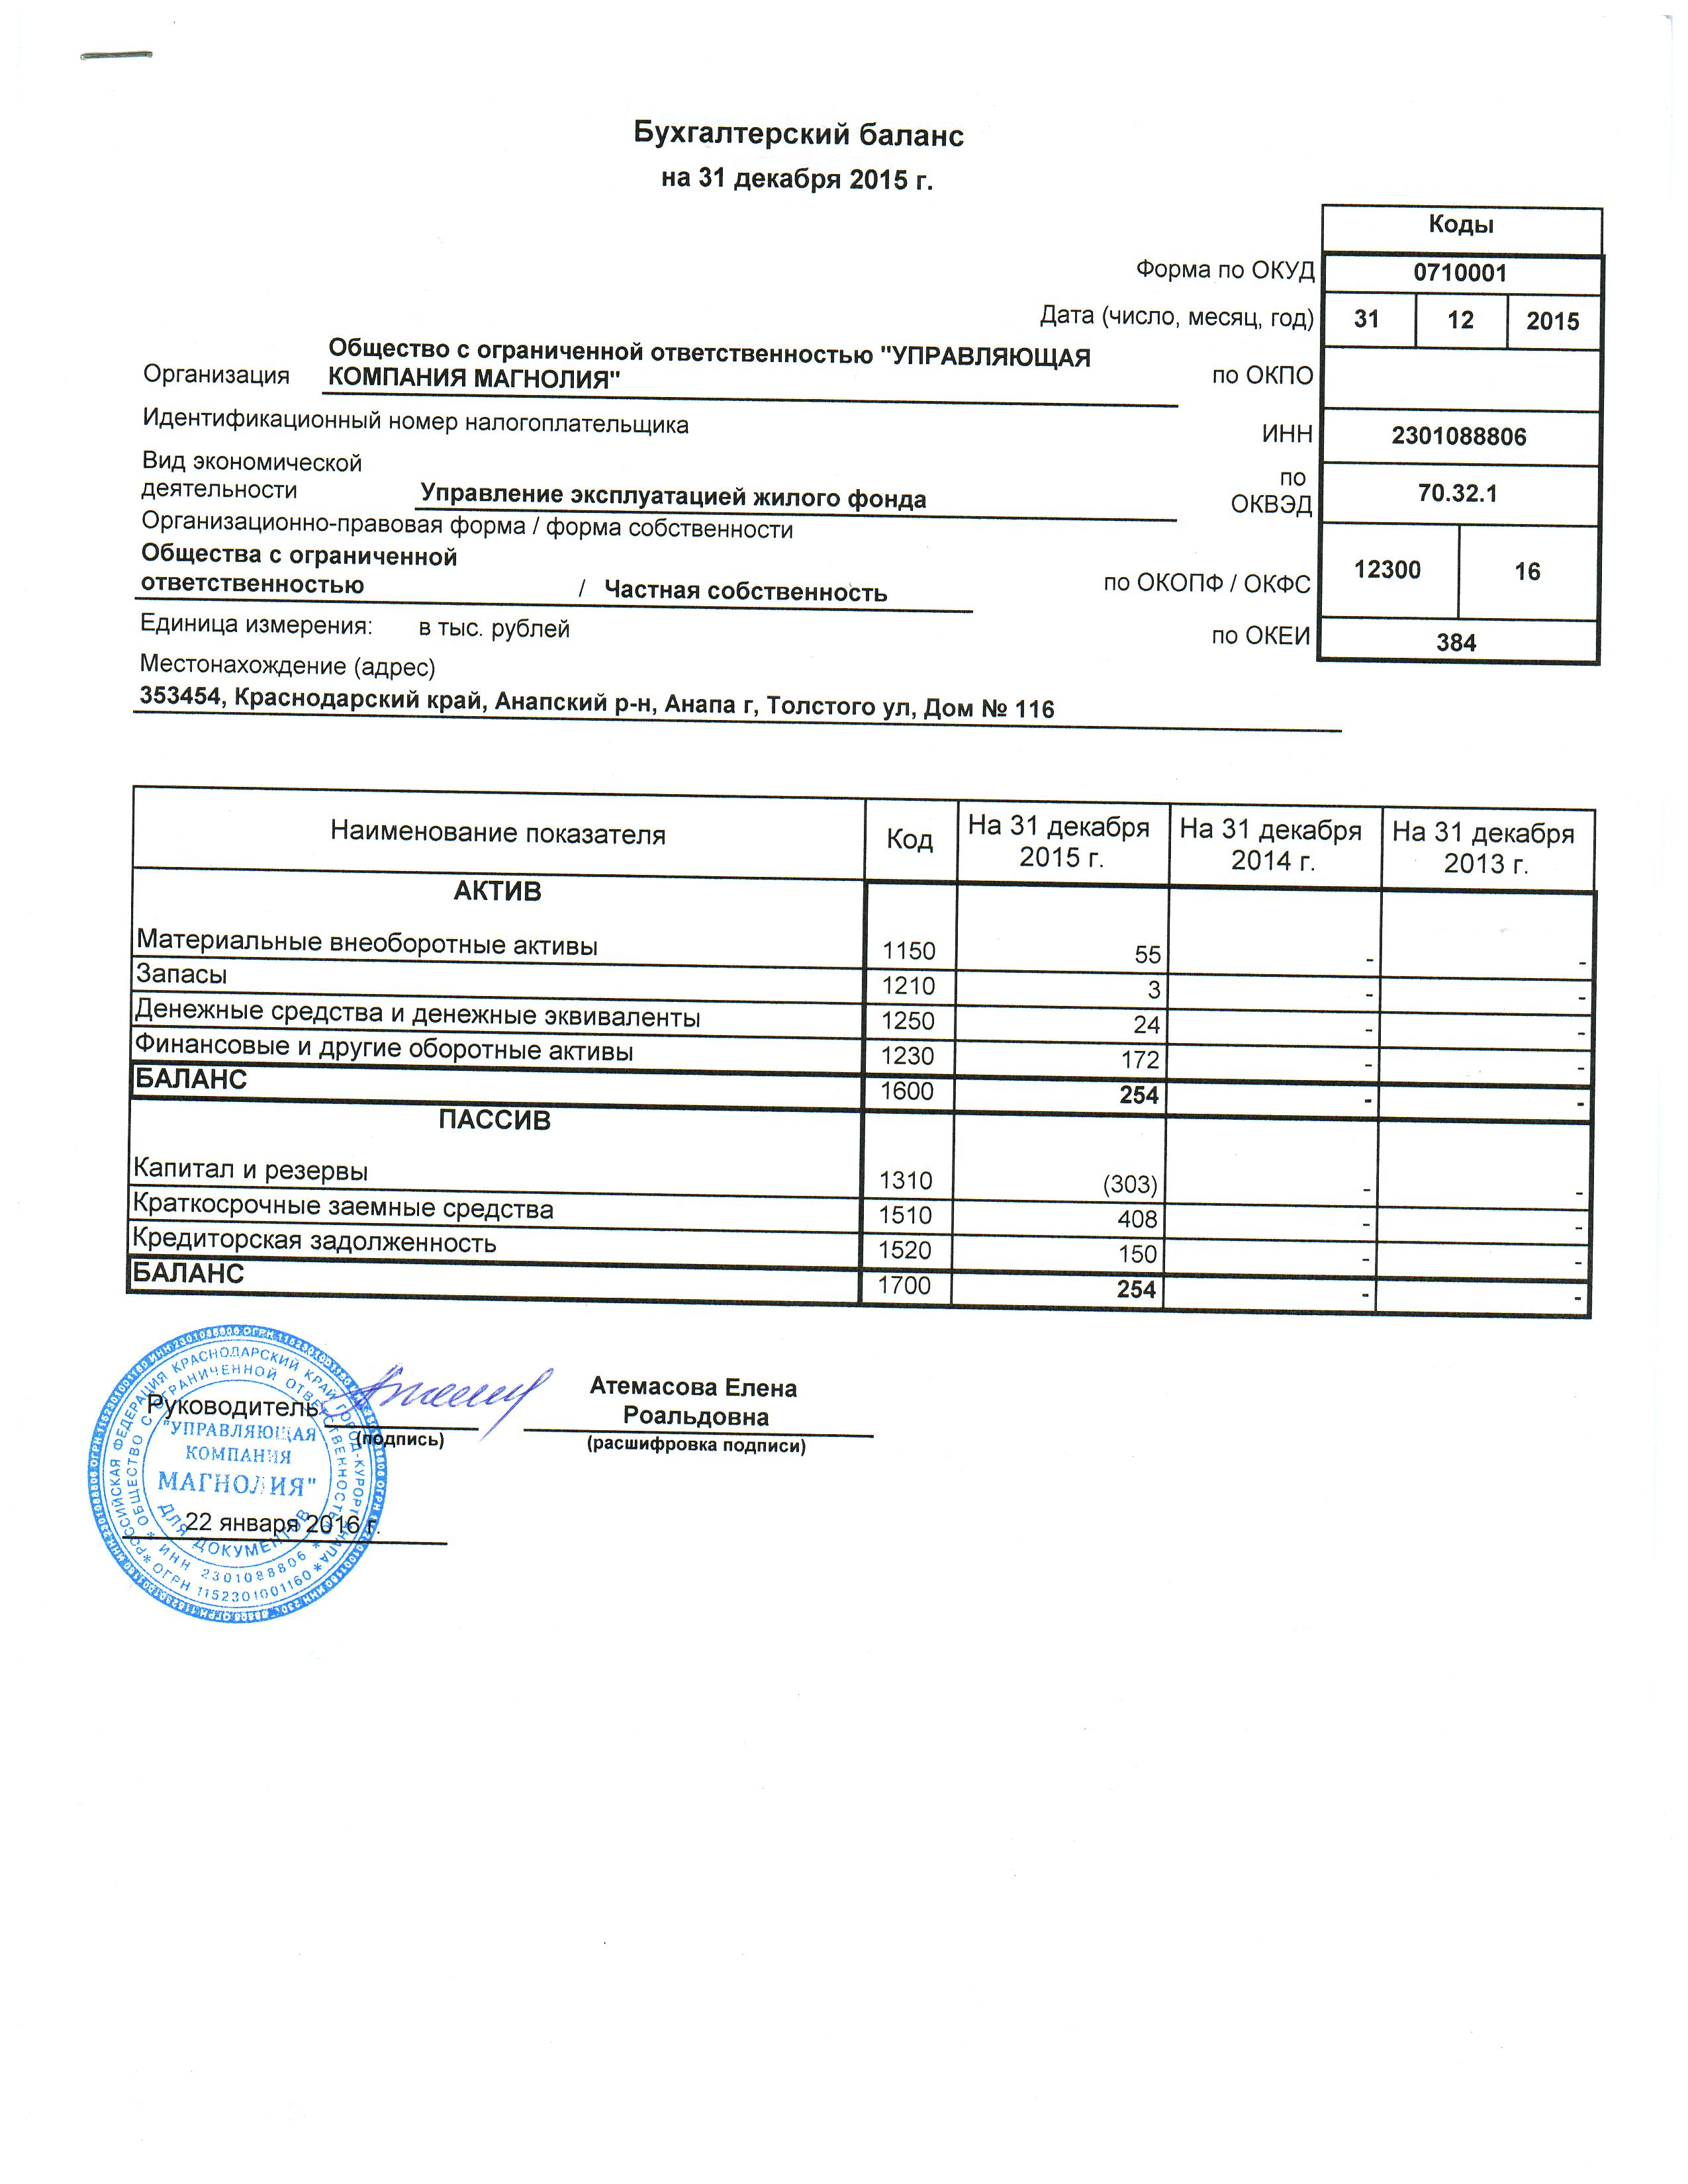 Бухгалтерский баланс
на 31 декабря 2015 г.
Коды
Форма по ОКУД 0710001
Дата (число, месяц, год) 31 12 2015
Общество с ограниченной ответственностью "УПРАВЛЯЮЩАЯ
Организация КОМПАНИЯ МАГНОЛИЯ" по ОКПО
Идентификационный номер налогоплательщика ИНН 2301088806
Вид экономической по
деятельности Управление эксплуатацией жилого фонда ОКВЭД 70.32.1
Организационно-правовая форма / форма собственности
Общества с ограниченной
ответственностью / Частная собственность по ОКОПФ / ОКФС 12300 16
Единица измерения: в тыс. рублей по ОКЕИ 384
Местонахождение (адрес)
353454, Краснодарский край, Анапский р-н, Анапа г, Толстого ул, Дом № 116
Наименование показателя Код На 31 декабря 2015 г. На 31 декабря 2014 г. На 31 декабря 2013 г.
АКТИВ
Материальные внеоборотные активы 1150 55 - -
Запасы 1210 3 - -
Денежные средства и денежные эквиваленты 1250 24 - -
Финансовые и другие оборотные активы 1230 172 - -
БАЛАНС 1600 254 - -
ПАССИВ
Капитал и резервы 1310 (303) - -
Краткосрочные заемные средства 1510 408 - -
Кредиторская задолженность 1520 150 - -
БАЛАНС 1700 254 - -
Атемасова Елена
Руководитель Роальдовна
(подпись) (расшифровка подписи)
22 января 2016 г.
РОССИЙСКАЯ ФЕДЕРАЦИЯ КРАСНОДАРСКИЙ КРАЙ ГОРОД-КУРОРТ АНАПА
* ОГРН 1152301001160 *
ОБЩЕСТВО С ОГРАНИЧЕННОЙ ОТВЕТСТВЕННОСТЬЮ
* ИНН 2301088806 *
"УПРАВЛЯЮЩАЯ
КОМПАНИЯ
МАГНОЛИЯ"
ДЛЯ ДОКУМЕНТОВ